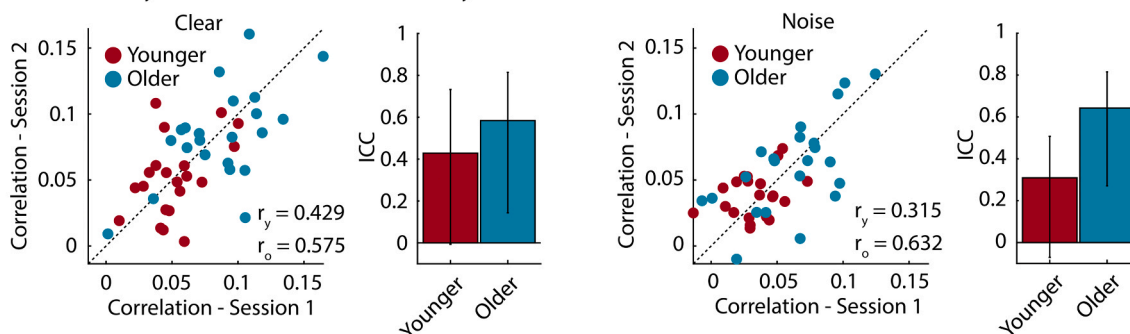 Clear
Correlation - Session 2
0.15
0.1
0.05
0
Younger
Older
r_y = 0.429
r_o = 0.575
0
0.05
0.1
0.15
Correlation - Session 1
ICC
1
0.8
0.6
0.4
0.2
0
Younger
Older
Noise
Correlation - Session 2
0.15
0.1
0.05
0
Younger
Older
r_y = 0.315
r_o = 0.632
0
0.05
0.1
0.15
Correlation - Session 1
ICC
1
0.8
0.6
0.4
0.2
0
Younger
Older